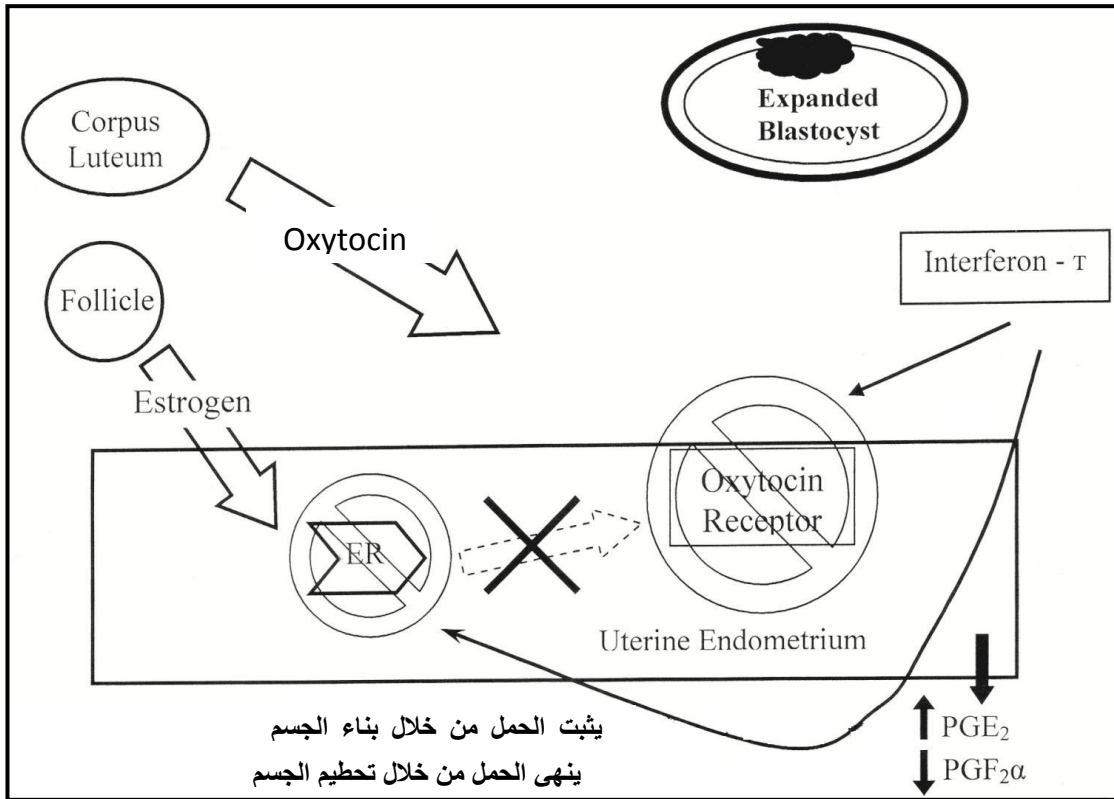 Expanded
Blastocyst
Corpus
Luteum
Oxytocin
Interferon - τ
Follicle
Estrogen
Oxytocin
Receptor
ER
Uterine Endometrium
يثبت الحمل من خلال بناء الجسم
ينهى الحمل من خلال تحطيم الجسم
PGE₂
PGF₂α